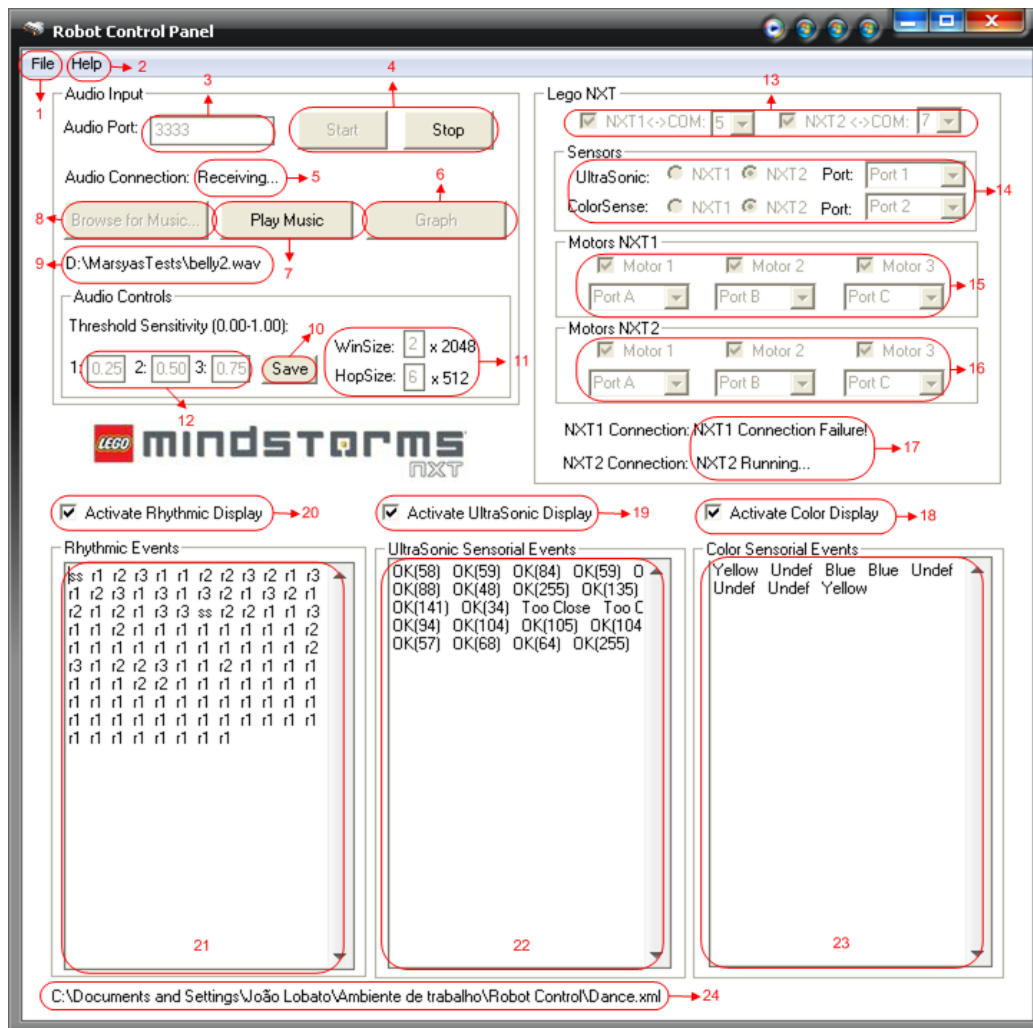 Robot Control Panel
File Help 2
1
Audio Input
3
4
Audio Port: 3333 Start Stop
Audio Connection: Receiving... 5
6
8 Browse for Music... Play Music Graph
7
9 D:\MarsyasTests\belly2.wav
Audio Controls
Threshold Sensitivity (0.00-1.00):
10
1: 0.25 2: 0.50 3: 0.75 Save
WinSize: 2 x 2048
HopSize: 6 x 512
11
12
LEGO mindstorms
NXT
Lego NXT
13
NXT1<->COM: 5 NXT2<->COM: 7
Sensors
UltraSonic: NXT1 NXT2 Port: Port 1
14
ColorSense: NXT1 NXT2 Port: Port 2
Motors NXT1
Motor 1 Motor 2 Motor 3
15
Port A Port B Port C
Motors NXT2
Motor 1 Motor 2 Motor 3
16
Port A Port B Port C
NXT1 Connection: NXT1 Connection Failure!
17
NXT2 Connection: NXT2 Running...
Activate Rhythmic Display 20
Activate UltraSonic Display 19
Activate Color Display 18
Rhythmic Events
ss r1 r2 r3 r1 r1 r2 r2 r3 r2 r1 r3
r1 r2 r3 r1 r3 r1 r2 r1 r3 r2 r1
r2 r1 r2 r1 r3 r3 ss r2 r2 r1 r1 r3
r1 r1 r2 r1 r1 r1 r1 r1 r1 r1 r1 r2
r1 r1 r1 r1 r1 r1 r1 r1 r1 r1 r1 r2
r3 r1 r2 r2 r3 r1 r1 r2 r1 r1 r1 r1
r1 r1 r1 r2 r2 r1 r1 r1 r1 r1 r1 r1
r1 r1 r1 r1 r1 r1 r1 r1 r1 r1 r1 r1
r1 r1 r1 r1 r1 r1 r1 r1 r1 r1 r1 r1
r1 r1 r1 r1 r1 r1 r1 r1
21
UltraSonic Sensorial Events
OK(58) OK(59) OK(84) OK(59) O
OK(88) OK(48) OK(255) OK(135)
OK(141) OK(34) Too Close Too C
OK(94) OK(104) OK(105) OK(104
OK(57) OK(68) OK(64) OK(255)
22
Color Sensorial Events
Yellow Undef Blue Blue Undef
Undef Undef Yellow
23
C:\Documents and Settings\João Lobato\Ambiente de trabalho\Robot Control\Dance.xml 24